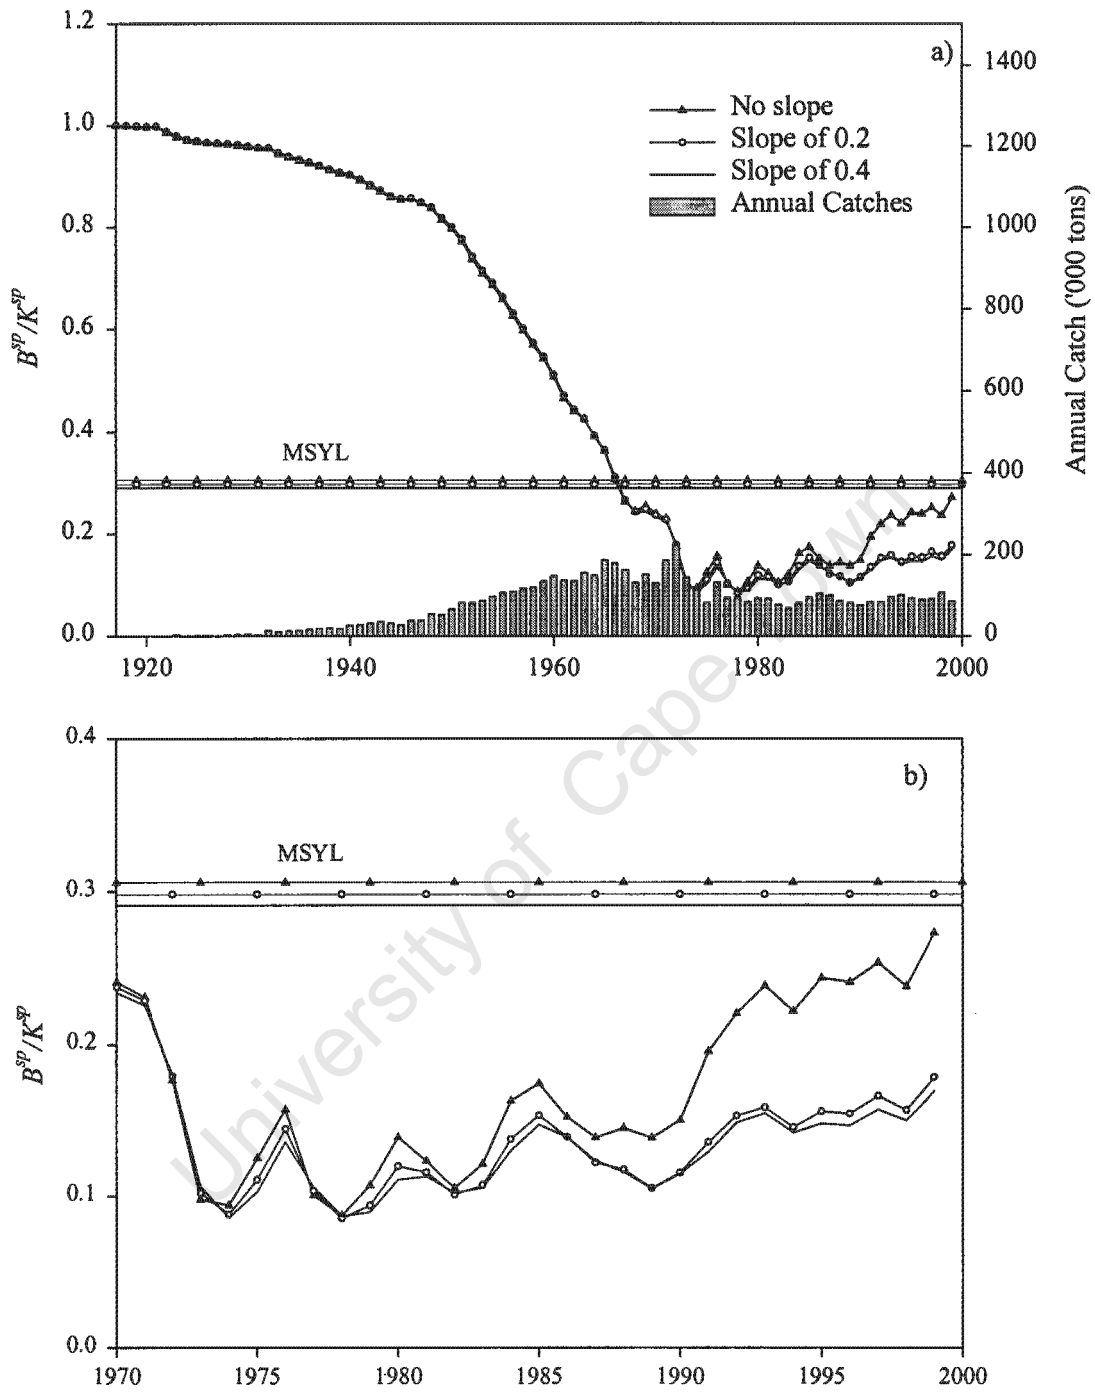 a)
1.2
1.0
0.8
0.6
0.4
0.2
0.0
B^sp/K^sp
No slope
Slope of 0.2
Slope of 0.4
Annual Catches
MSYL
1400
1200
1000
800
600
400
200
0
Annual Catch ('000 tons)
1920 1940 1960 1980 2000
b)
0.4
0.3
0.2
0.1
0.0
B^sp/K^sp
MSYL
1970 1975 1980 1985 1990 1995 2000
University of Cape Town